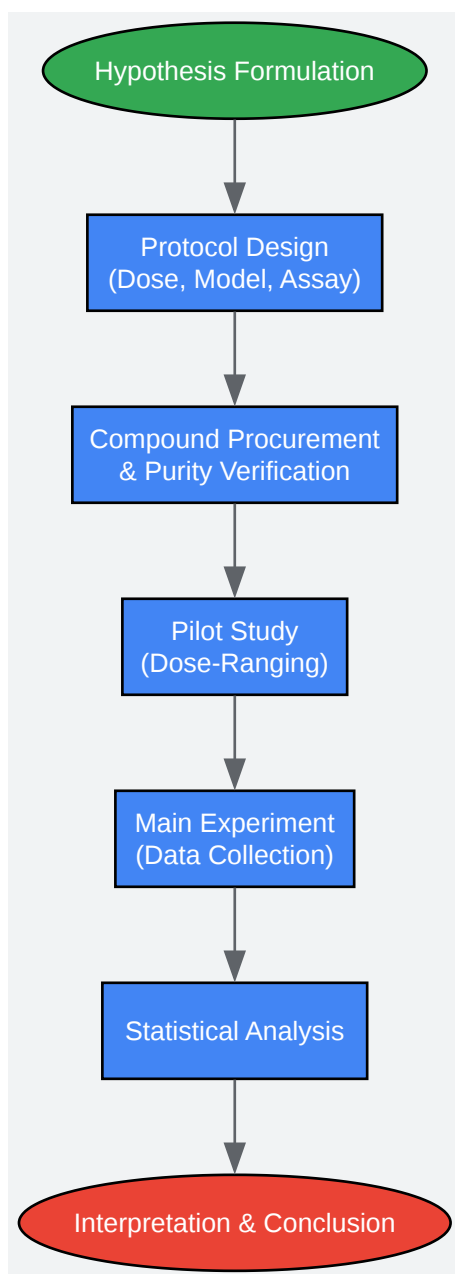 Hypothesis Formulation
Protocol Design
(Dose, Model, Assay)
Compound Procurement
& Purity Verification
Pilot Study
(Dose-Ranging)
Main Experiment
(Data Collection)
Statistical Analysis
Interpretation & Conclusion